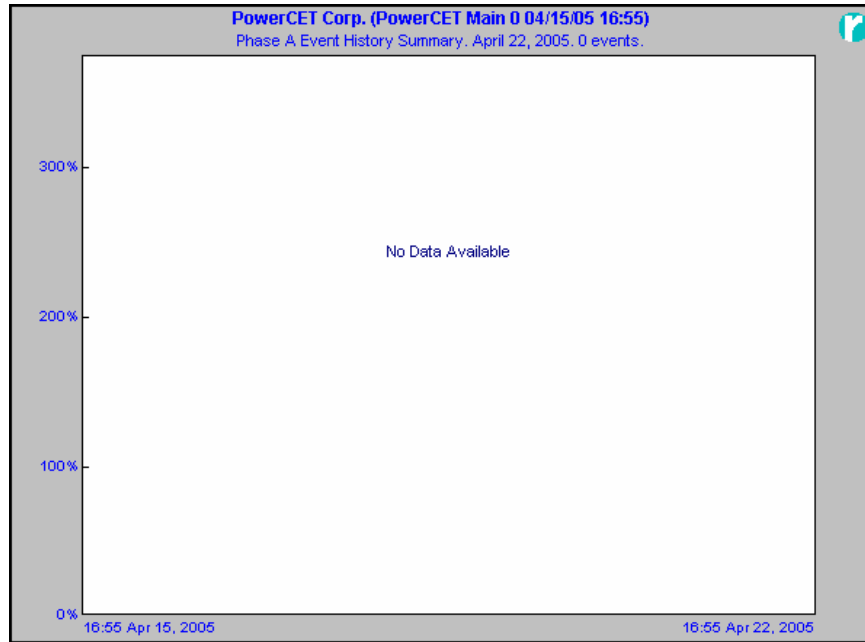 PowerCET Corp. (PowerCET Main 0 04/15/05 16:55)
Phase A Event History Summary. April 22, 2005. 0 events.
r
300%
No Data Available
200%
100%
0%
16:55 Apr 15, 2005 16:55 Apr 22, 2005